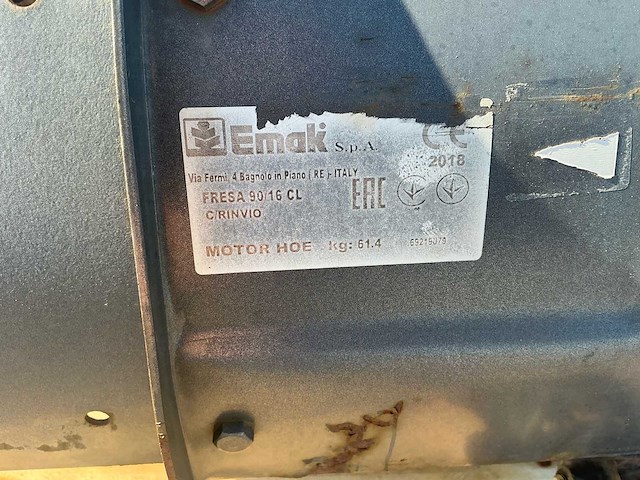 Emak S.p.A.
CE
2018
Via Fermi, 4 Bagnolo in Piano (RE)-ITALY
FRESA 90/16 CL
C/RINVIO
EAC
MOTOR HOE kg: 61.4